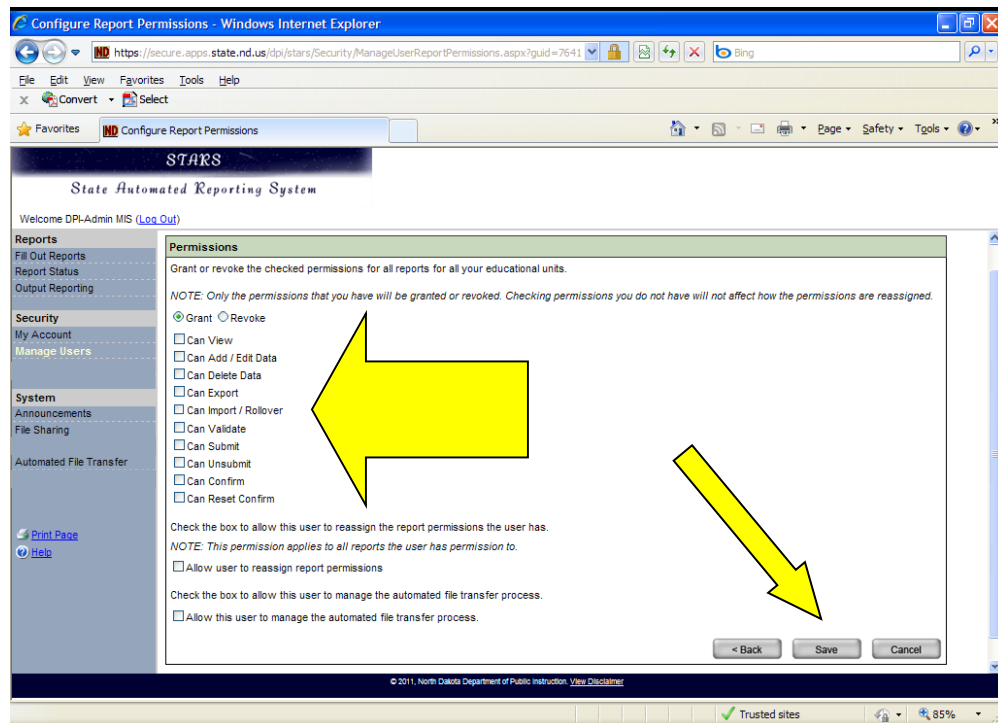 Configure Report Permissions - Windows Internet Explorer
ND https://secure.apps.state.nd.us/dpi/stars/Security/ManageUserReportPermissions.aspx?guid=7641
Bing
File Edit View Favorites Tools Help
x Convert Select
Favorites ND Configure Report Permissions Page Safety Tools
STARS
State Automated Reporting System
Welcome DPI-Admin MIS (Log Out)
Reports
Fill Out Reports
Report Status
Output Reporting
Security
My Account
Manage Users
System
Announcements
File Sharing
Automated File Transfer
Print Page
Help
Permissions
Grant or revoke the checked permissions for all reports for all your educational units.
NOTE: Only the permissions that you have will be granted or revoked. Checking permissions you do not have will not affect how the permissions are reassigned.
Grant Revoke
Can View
Can Add / Edit Data
Can Delete Data
Can Export
Can Import / Rollover
Can Validate
Can Submit
Can Unsubmit
Can Confirm
Can Reset Confirm
Check the box to allow this user to reassign the report permissions the user has.
NOTE: This permission applies to all reports the user has permission to.
Allow user to reassign report permissions
Check the box to allow this user to manage the automated file transfer process.
Allow this user to manage the automated file transfer process.
< Back Save Cancel
© 2011, North Dakota Department of Public Instruction. View Disclaimer
Trusted sites 85%